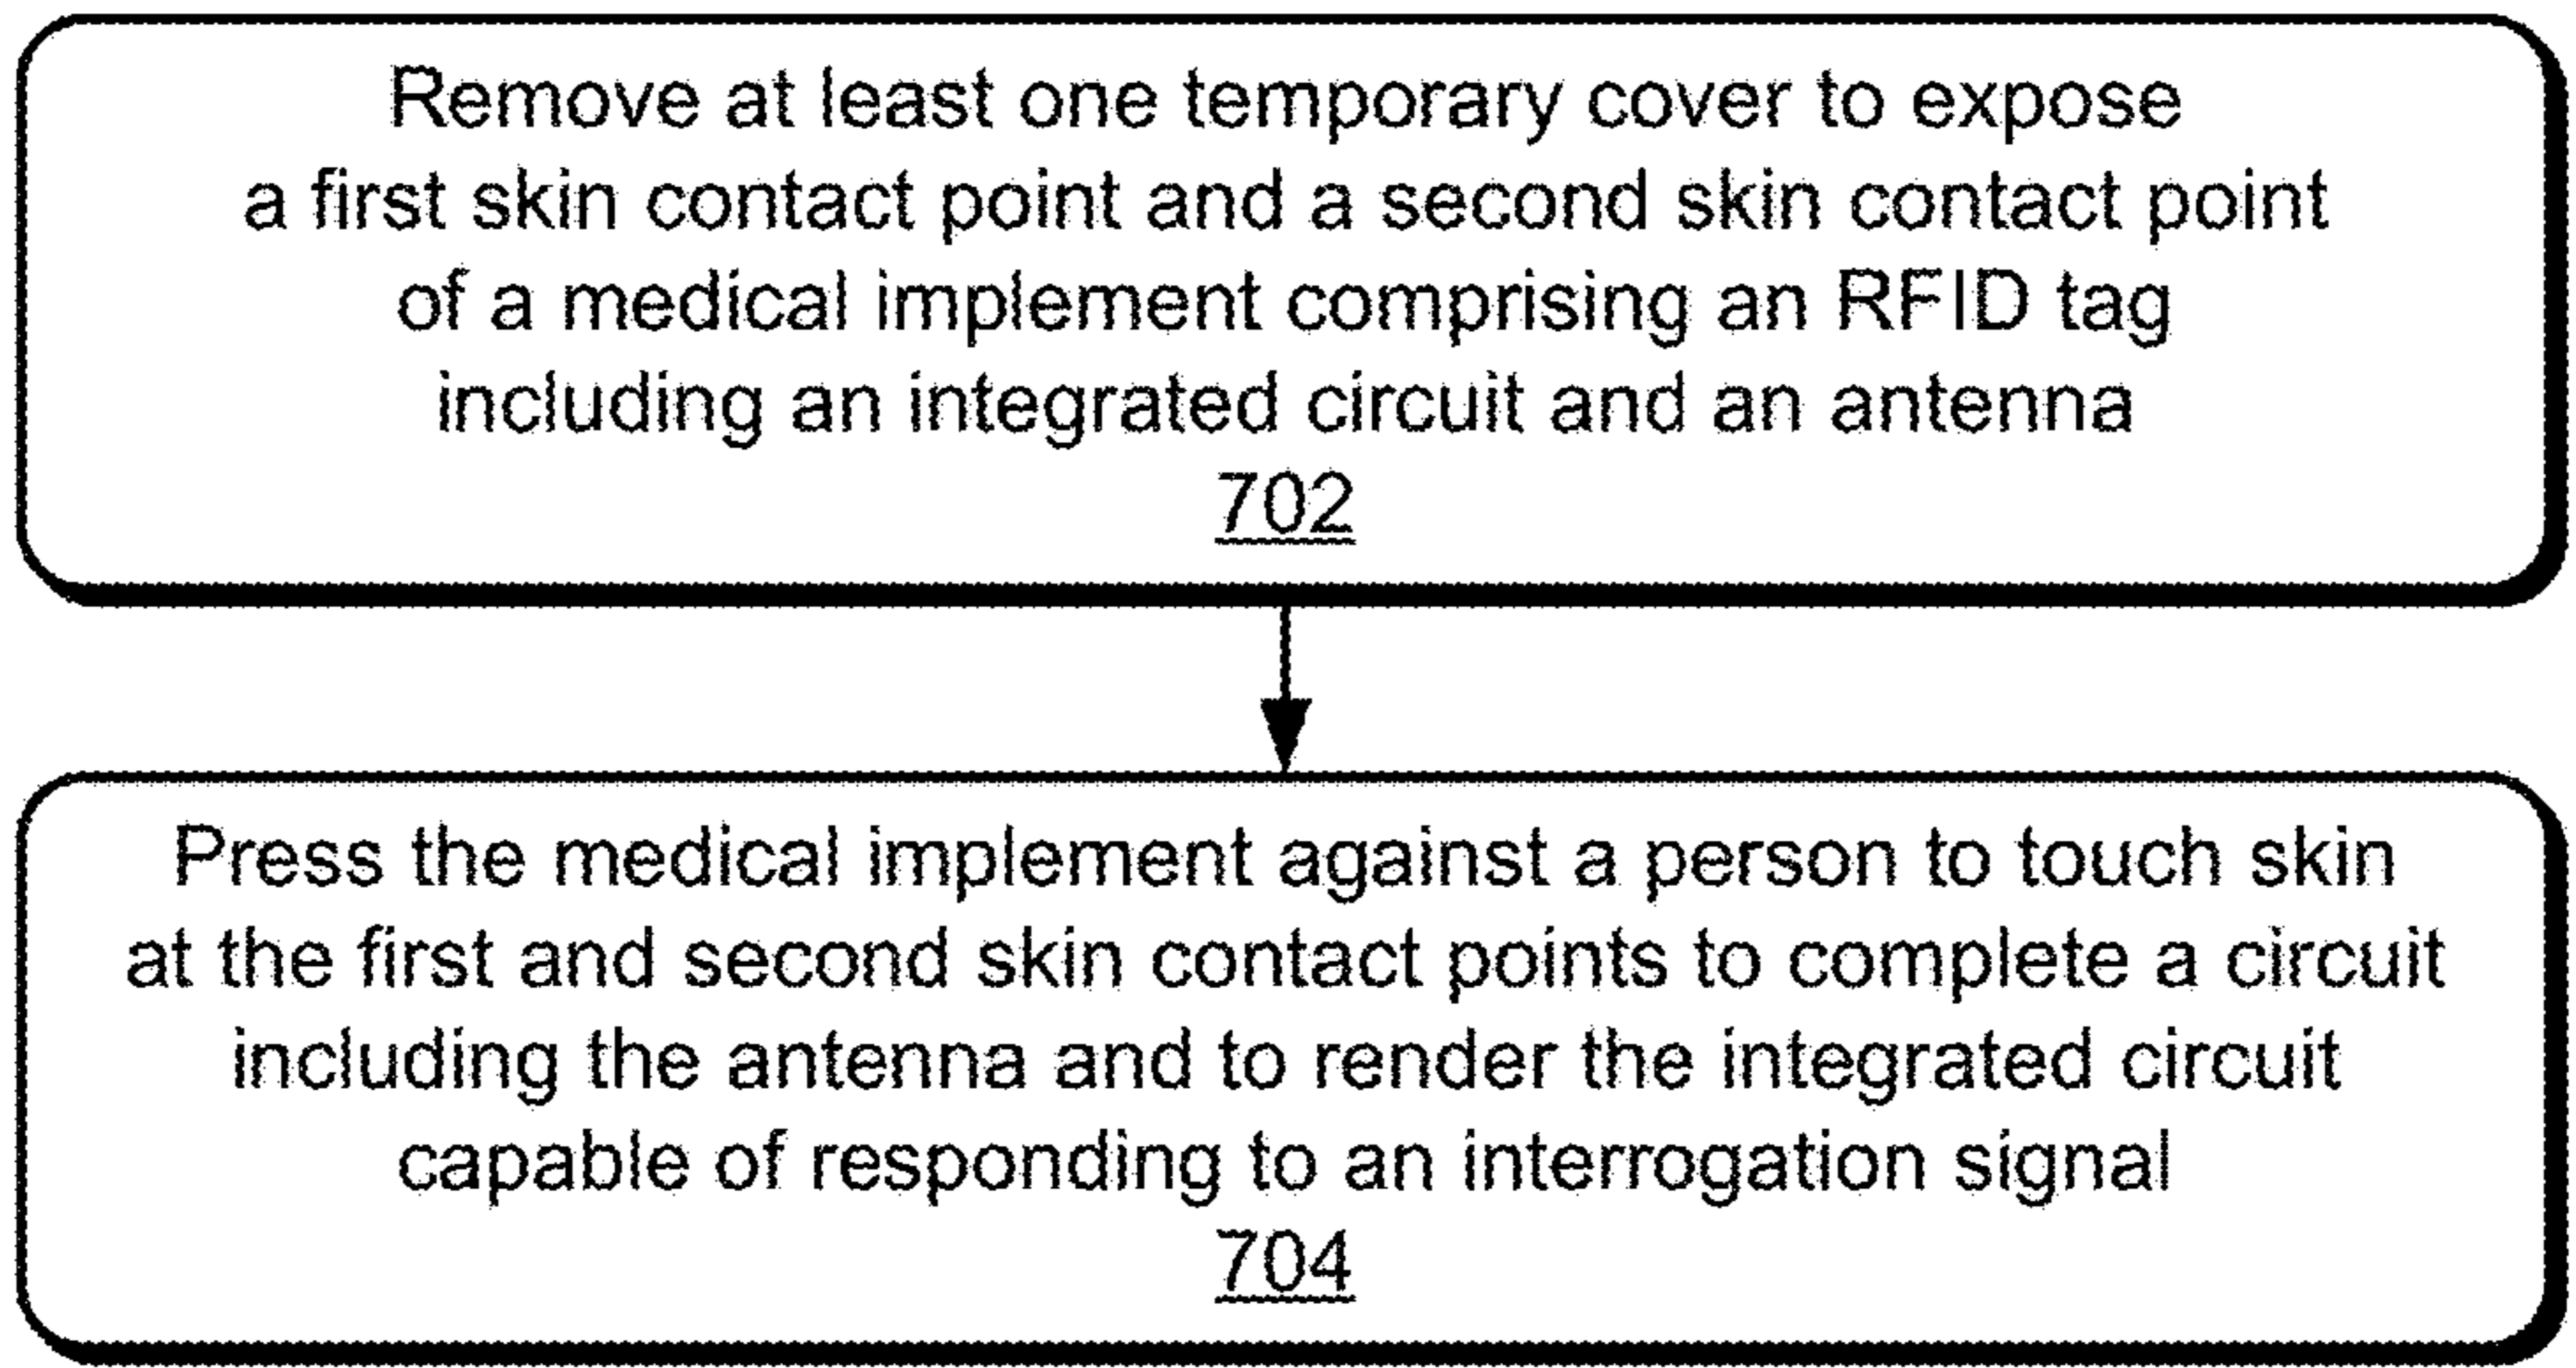 Remove at least one temporary cover to expose
a first skin contact point and a second skin contact point
of a medical implement comprising an RFID tag
including an integrated circuit and an antenna
702
Press the medical implement against a person to touch skin
at the first and second skin contact points to complete a circuit
including the antenna and to render the integrated circuit
capable of responding to an interrogation signal
704